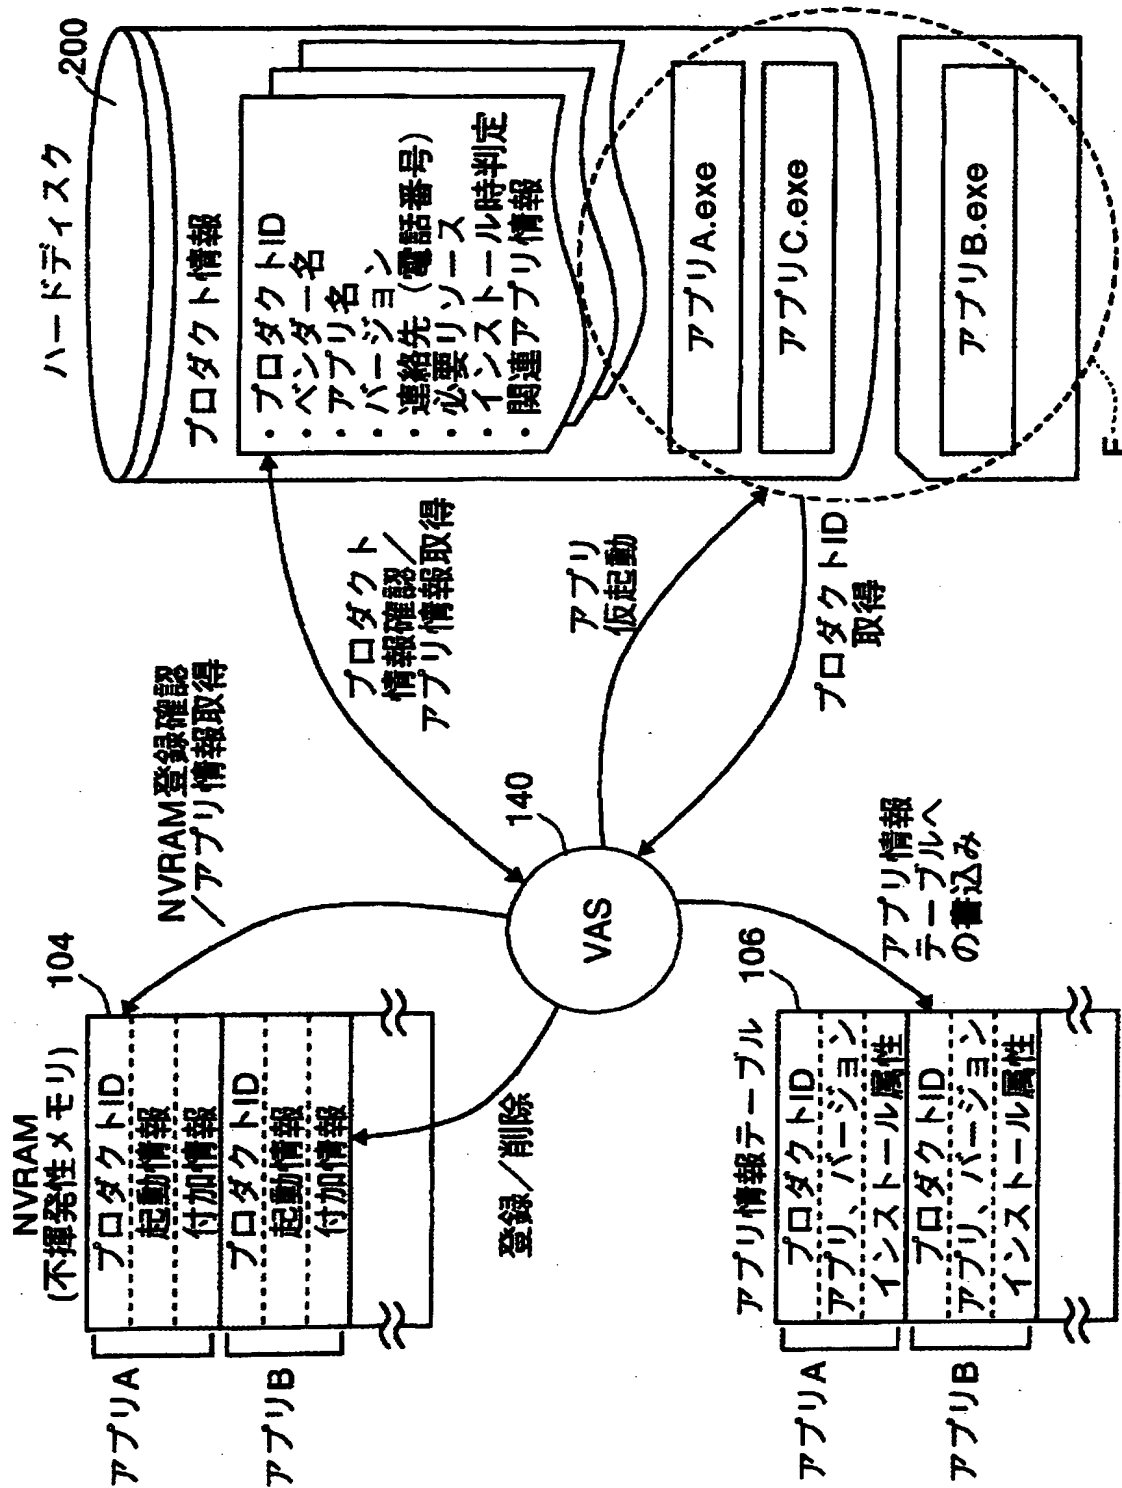 NVRAM
(不揮発性メモリ)
104
アプリA
プロダクトID
起動情報
付加情報
アプリB
プロダクトID
起動情報
付加情報
NVRAM登録確認
／アプリ情報取得
登録／削除
VAS
140
プロダクト
情報確認／
アプリ情報取得
アプリ
仮起動
プロダクトID
取得
アプリ情報
テーブルへ
の書込み
アプリ情報テーブル
106
アプリA
プロダクトID
アプリ、バージョン
インストール属性
アプリB
プロダクトID
アプリ、バージョン
インストール属性
ハードディスク
200
プロダクト情報
・プロダクトID
・ベンダー名
・アプリ名
・バージョン
・連絡先（電話番号）
・必要リソース
・インストール時判定
・関連アプリ情報
アプリA.exe
アプリC.exe
アプリB.exe